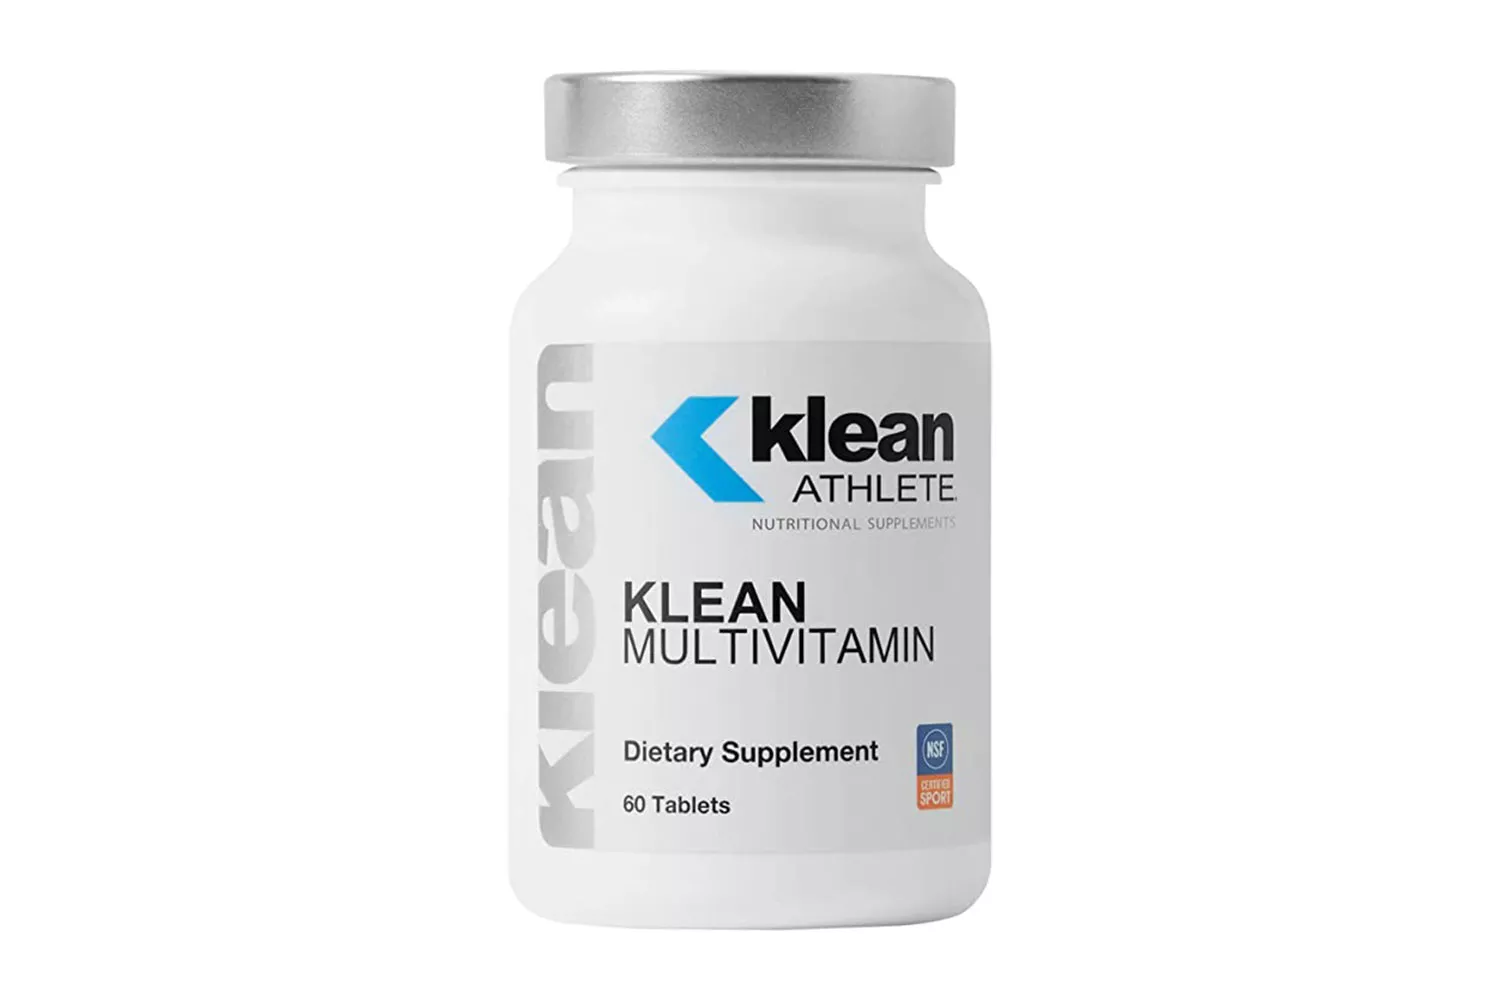 klean
klean
ATHLETE
NUTRITIONAL SUPPLEMENTS
KLEAN
MULTIVITAMIN
Dietary Supplement
60 Tablets
NSF
CERTIFIED
SPORT